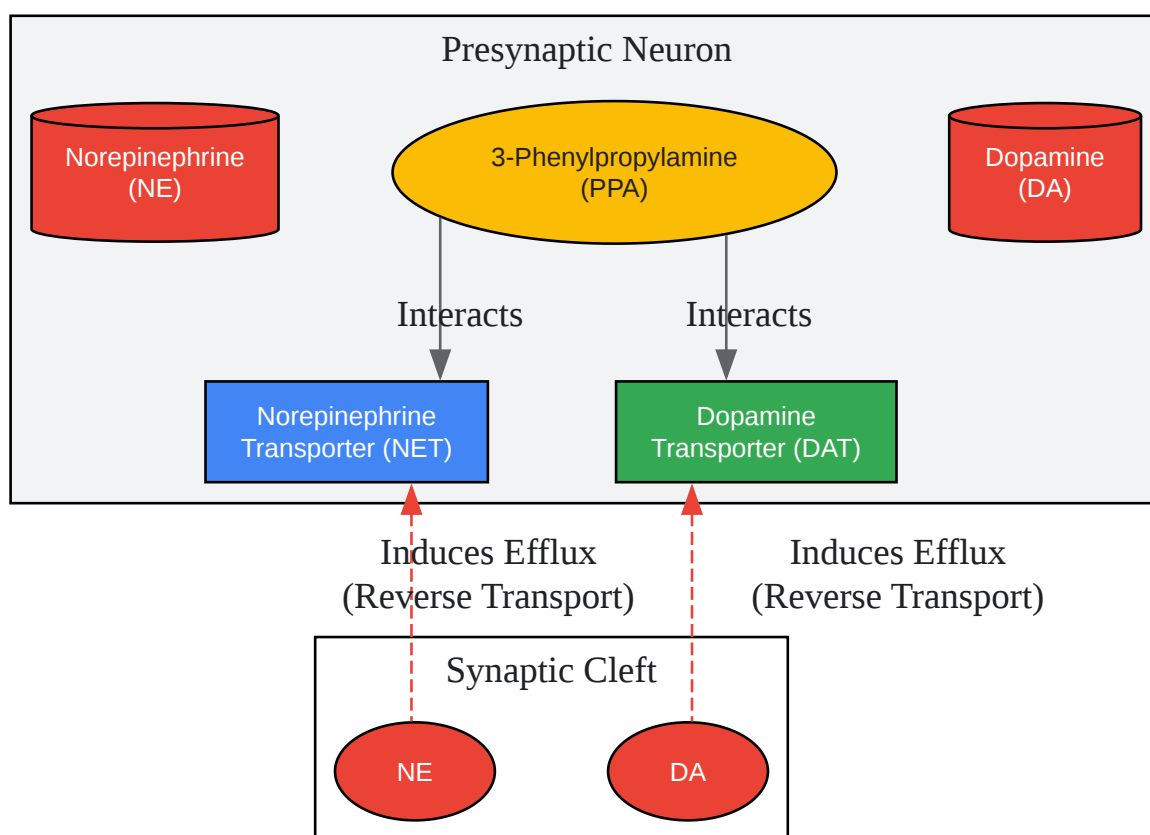 Presynaptic Neuron
Norepinephrine
(NE)
3-Phenylpropylamine
(PPA)
Dopamine
(DA)
Interacts
Interacts
Norepinephrine
Transporter (NET)
Dopamine
Transporter (DAT)
Induces Efflux
(Reverse Transport)
Induces Efflux
(Reverse Transport)
Synaptic Cleft
NE
DA